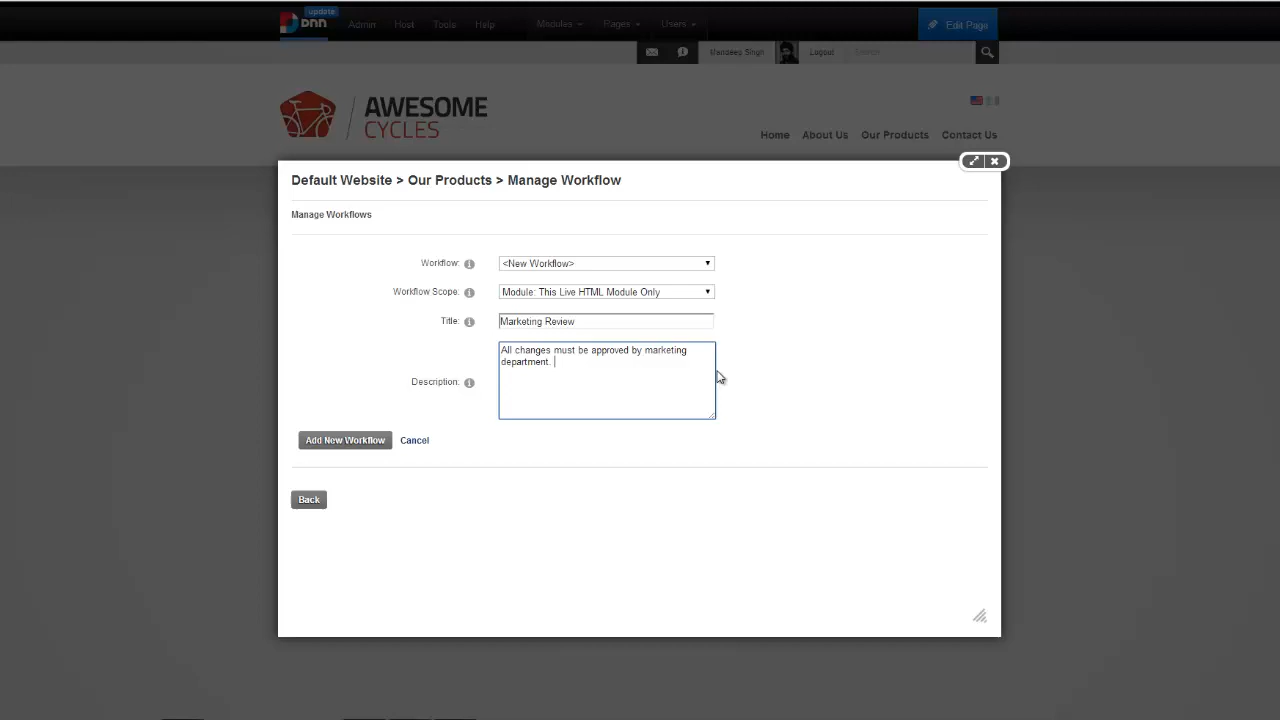 update
DNN Admin Host Tools Help Modules Pages Users Edit Page
Mandeep Singh Logout Search
AWESOME
CYCLES
Home About Us Our Products Contact Us
Default Website > Our Products > Manage Workflow
Manage Workflows
Workflow: <New Workflow>
Workflow Scope: Module: This Live HTML Module Only
Title: Marketing Review
All changes must be approved by marketing
department.
Description:
Add New Workflow Cancel
Back